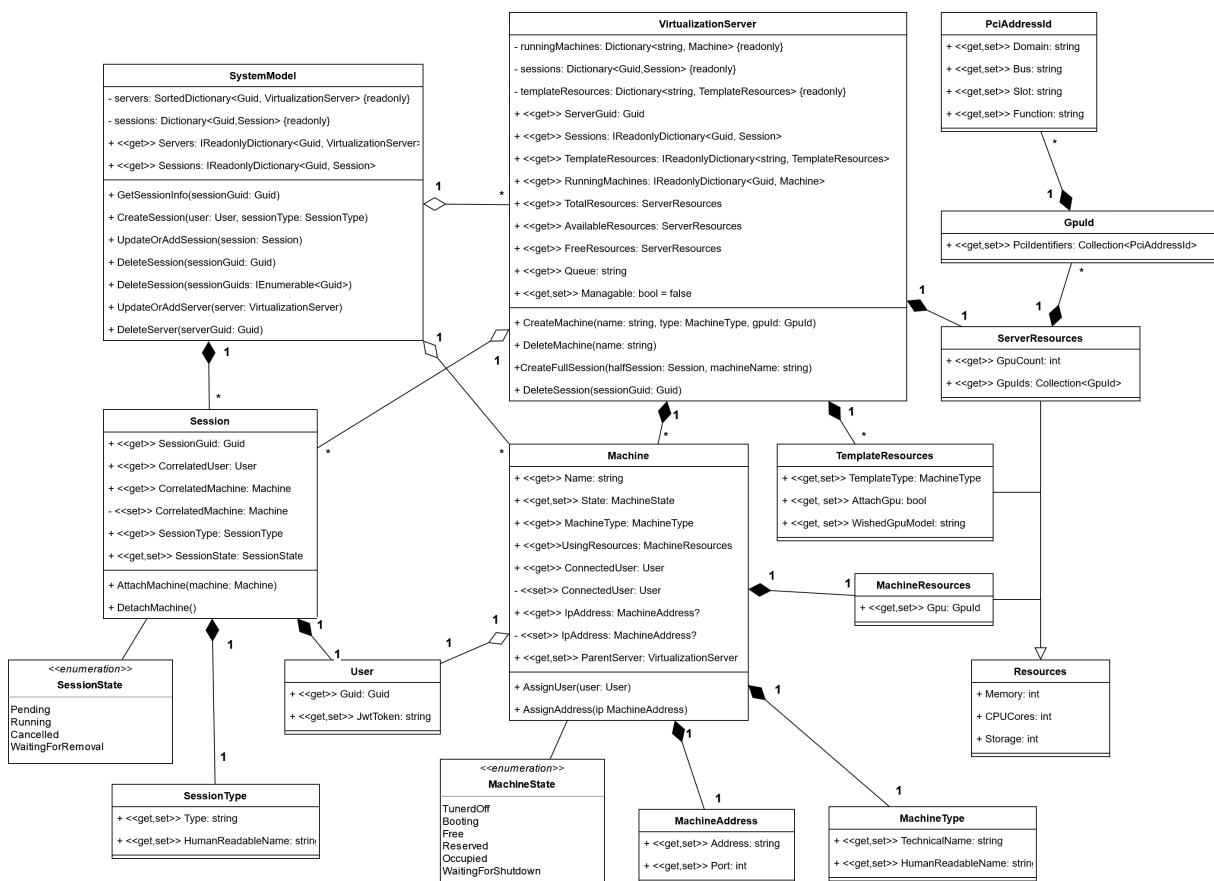 VirtualizationServer
- runningMachines: Dictionary<string, Machine> {readonly}
- sessions: Dictionary<Guid,Session> {readonly}
- templateResources: Dictionary<string, TemplateResources> {readonly}
+ <<get>> ServerGuid: Guid
+ <<get>> Sessions: IReadonlyDictionary<Guid, Session>
+ <<get>> TemplateResources: IReadonlyDictionary<string, TemplateResources>
+ <<get>> RunningMachines: IReadonlyDictionary<Guid, Machine>
+ <<get>> TotalResources: ServerResources
+ <<get>> AvailableResources: ServerResources
+ <<get>> FreeResources: ServerResources
+ <<get>> Queue: string
+ <<get,set>> Managable: bool = false
+ CreateMachine(name: string, type: MachineType, gpuId: GpuId)
+ DeleteMachine(name: string)
+CreateFullSession(halfSession: Session, machineName: string)
+ DeleteSession(sessionGuid: Guid)
PciAddressId
+ <<get,set>> Domain: string
+ <<get,set>> Bus: string
+ <<get,set>> Slot: string
+ <<get,set>> Function: string
SystemModel
- servers: SortedDictionary<Guid, VirtualizationServer> {readonly}
- sessions: Dictionary<Guid,Session> {readonly}
+ <<get>> Servers: IReadonlyDictionary<Guid, VirtualizationServer>
+ <<get>> Sessions: IReadonlyDictionary<Guid, Session>
+ GetSessionInfo(sessionGuid: Guid)
+ CreateSession(user: User, sessionType: SessionType)
+ UpdateOrAddSession(session: Session)
+ DeleteSession(sessionGuid: Guid)
+ DeleteSession(sessionGuids: IEnumerable<Guid>)
+ UpdateOrAddServer(server: VirtualizationServer)
+ DeleteServer(serverGuid: Guid)
1
*
*
1
GpuId
+ <<get,set>> PciIdentifiers: Collection<PciAddressId>
*
1
1
1
ServerResources
+ <<get>> GpuCount: int
+ <<get>> GpuIds: Collection<GpuId>
1
*
1
*
1
*
1
*
1
*
Session
+ <<get>> SessionGuid: Guid
+ <<get>> CorrelatedUser: User
+ <<get>> CorrelatedMachine: Machine
- <<set>> CorrelatedMachine: Machine
+ <<get>> SessionType: SessionType
+ <<get,set>> SessionState: SessionState
+ AttachMachine(machine: Machine)
+ DetachMachine()
Machine
+ <<get>> Name: string
+ <<get,set>> State: MachineState
+ <<get>> MachineType: MachineType
+ <<get>>UsingResources: MachineResources
+ <<get>> ConnectedUser: User
- <<set>> ConnectedUser: User
+ <<get>> IpAddress: MachineAddress?
- <<set>> IpAddress: MachineAddress?
+ <<get,set>> ParentServer: VirtualizationServer
+ AssignUser(user: User)
+ AssignAddress(ip MachineAddress)
TemplateResources
+ <<get,set>> TemplateType: MachineType
+ <<get, set>> AttachGpu: bool
+ <<get, set>> WishedGpuModel: string
1
1
MachineResources
+ <<get,set>> Gpu: GpuId
1
1
1
1
1
1
<<enumeration>>
SessionState
Pending
Running
Cancelled
WaitingForRemoval
User
+ <<get>> Guid: Guid
+ <<get,set>> JwtToken: string
Resources
+ Memory: int
+ CPUCores: int
+ Storage: int
1
1
1
1
SessionType
+ <<get,set>> Type: string
+ <<get,set>> HumanReadableName: string
<<enumeration>>
MachineState
TunerdOff
Booting
Free
Reserved
Occupied
WaitingForShutdown
MachineAddress
+ <<get,set>> Address: string
+ <<get,set>> Port: int
MachineType
+ <<get,set>> TechnicalName: string
+ <<get,set>> HumanReadableName: string